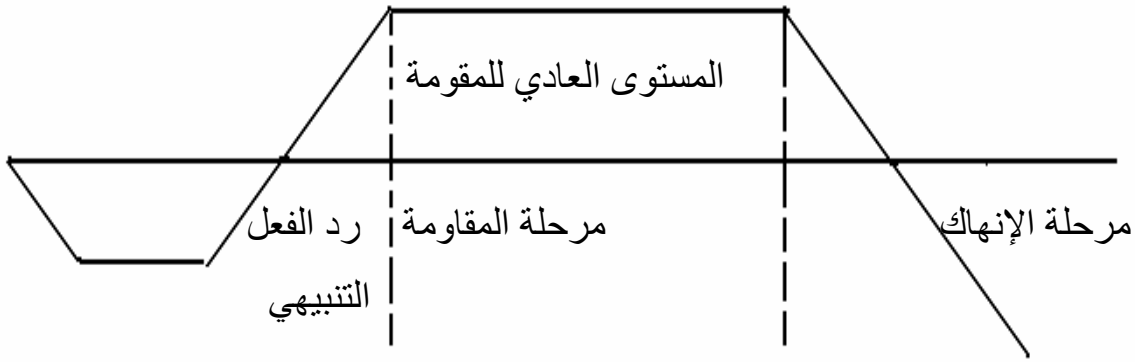 المستوى العادي للمقومة
رد الفعل
التنبيهي
مرحلة المقاومة
مرحلة الإنهاك